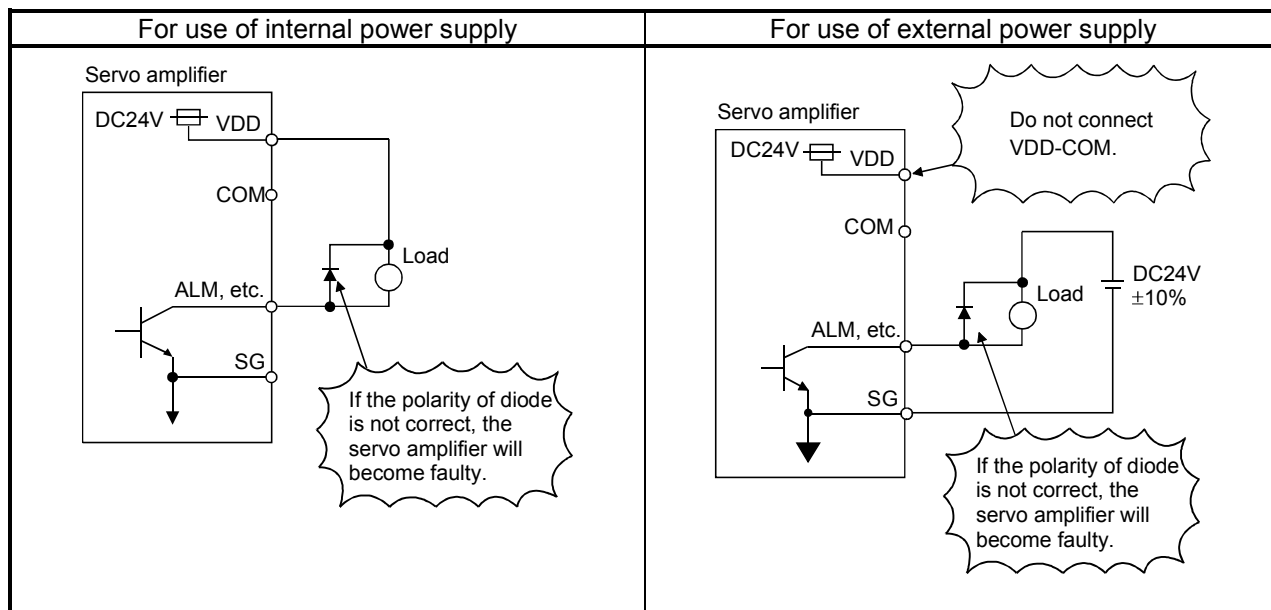 For use of internal power supply
For use of external power supply
Servo amplifier
DC24V
VDD
COM
Load
ALM, etc.
SG
If the polarity of diode
is not correct, the
servo amplifier will
become faulty.
Servo amplifier
Do not connect
VDD-COM.
DC24V
VDD
COM
DC24V
±10%
Load
ALM, etc.
SG
If the polarity of diode
is not correct, the
servo amplifier will
become faulty.